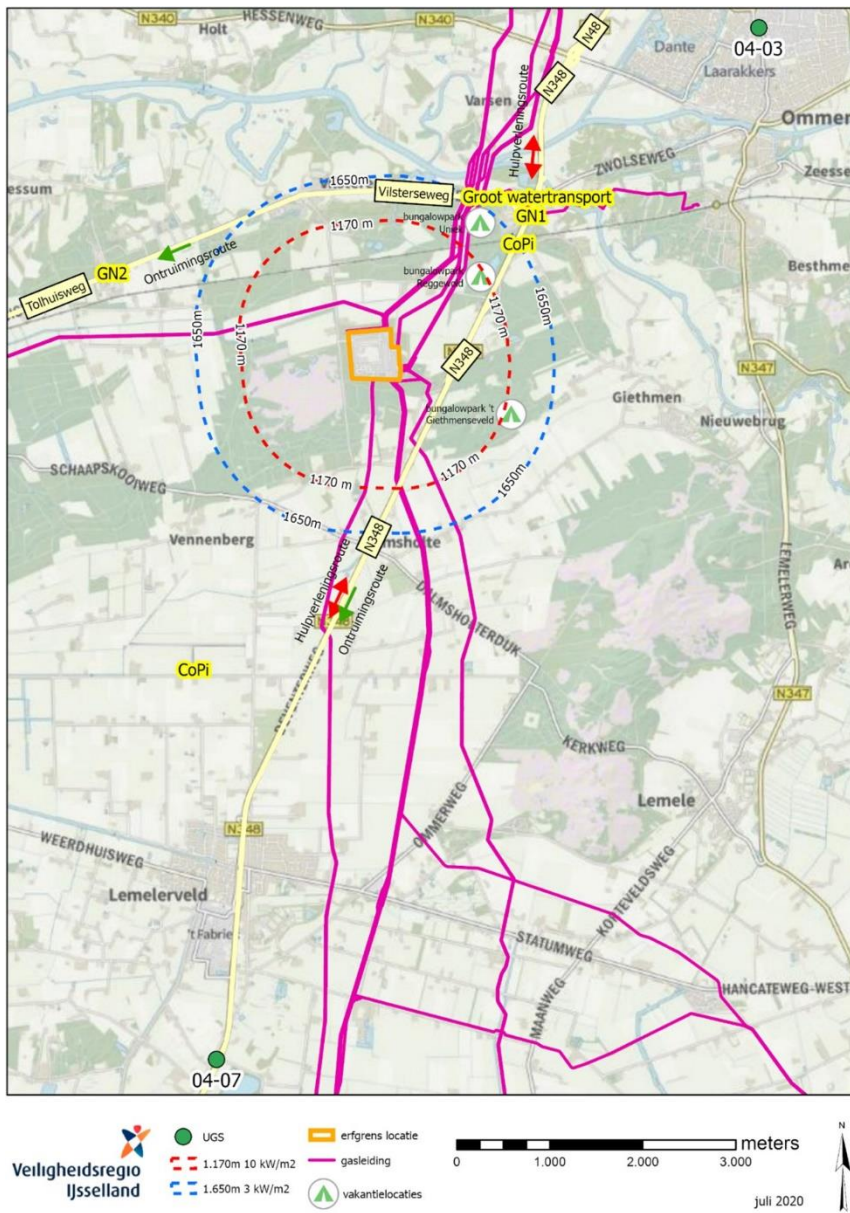 N340
HESSENWEG
Holt
N340
N48
04-03
Dante
Laarakkers
N348
Varsen
Hulpverleningsroute
Ommen
ZWOLSEWEG
Zeesse
essum
1650m
Vilsterseweg
Groot watertransport
GN1
bungalowpark
Uniek
1170 m
CoPi
Ontruimingsroute
GN2
Tolhuisweg
bungalowpark
Reggewold
Besthme
1650m
1170 m
1170 m
1650m
N348
N347
Giethmen
bungalowpark 't
Giethmenseveld
Nieuwebrug
SCHAAPSKOOIWEG
1170 m
1170 m
1650m
1650m
N348
Vennenberg
msholte
Hulpverleningsroute
Ontruimingsroute
DALMSHOLTERDIJK
LEMELERWEG
CoPi
N347
KERKWEG
Lemele
OMMERWEG
N348
WEERDHUISWEG
Lemelerveld
KORTEVELDSWEG
't Fabriek
STATUMWEG
MAANWEG
HANCATEWEG-WEST
04-07
Veiligheidsregio
IJsselland
UGS
1.170m 10 kW/m2
1.650m 3 kW/m2
erfgrens locatie
gasleiding
vakantielocaties
meters
0 1.000 2.000 3.000
N
juli 2020